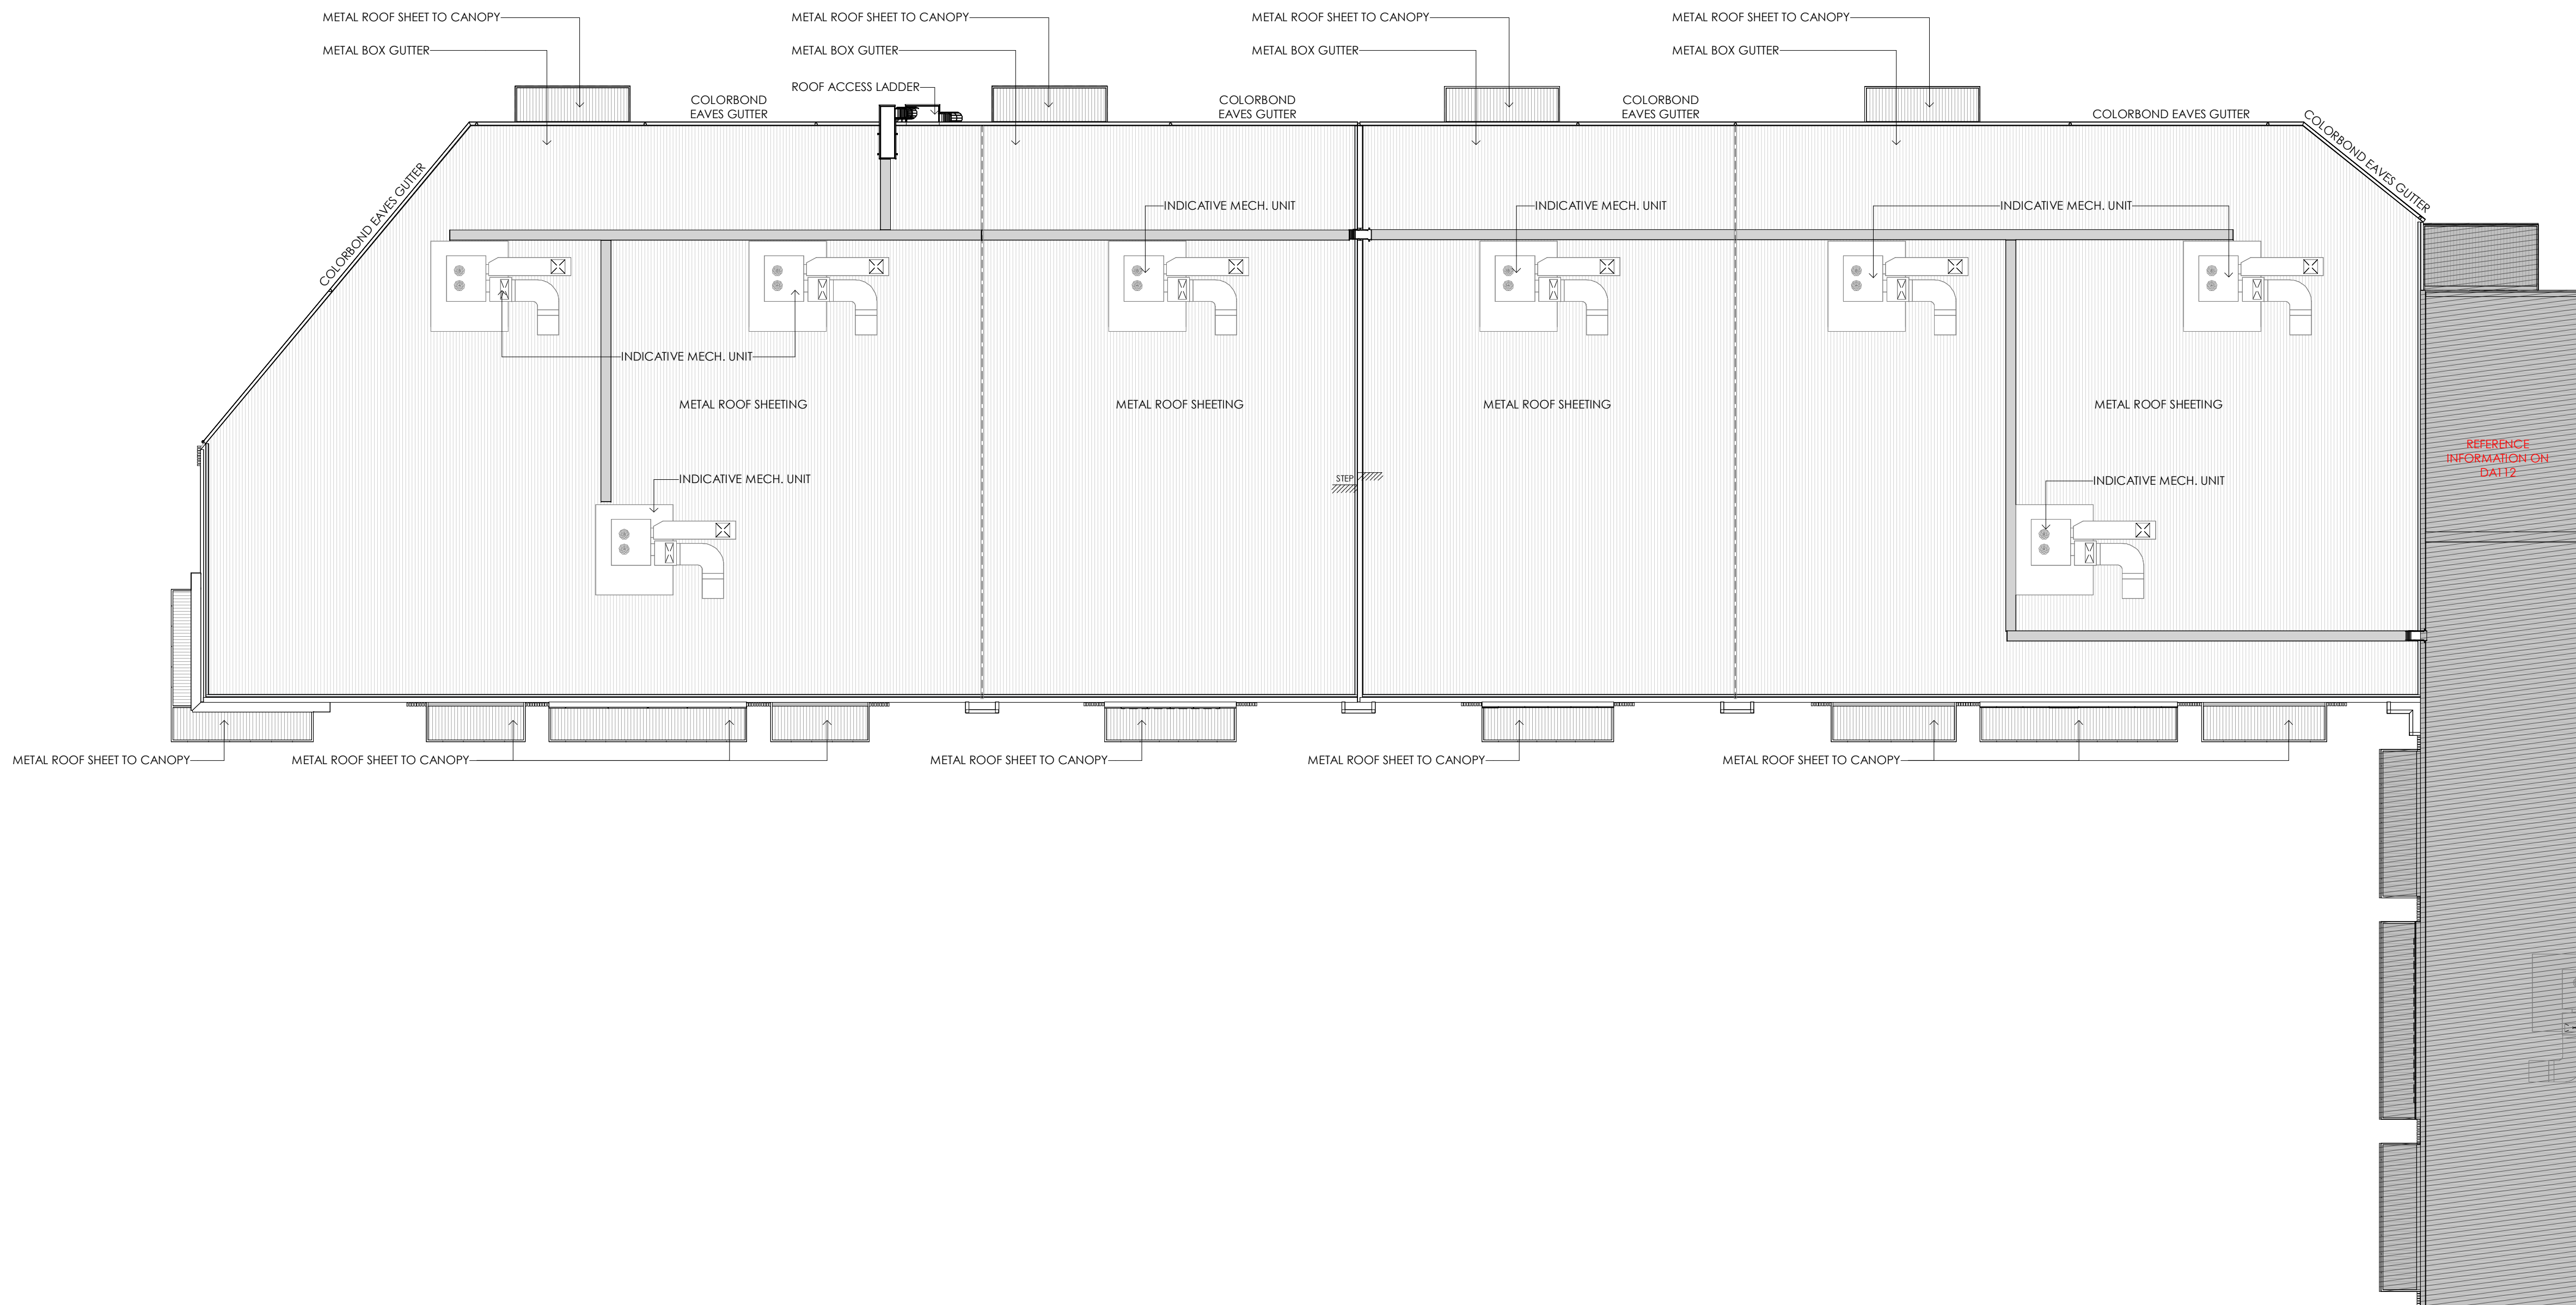 METAL ROOF SHEET TO CANOPY
METAL ROOF SHEET TO CANOPY
METAL ROOF SHEET TO CANOPY
METAL ROOF SHEET TO CANOPY
METAL BOX GUTTER
METAL BOX GUTTER
METAL BOX GUTTER
METAL BOX GUTTER
ROOF ACCESS LADDER
COLORBOND
EAVES GUTTER
COLORBOND
EAVES GUTTER
COLORBOND
EAVES GUTTER
COLORBOND EAVES GUTTER
COLORBOND EAVES GUTTER
COLORBOND EAVES GUTTER
INDICATIVE MECH. UNIT
INDICATIVE MECH. UNIT
INDICATIVE MECH. UNIT
INDICATIVE MECH. UNIT
METAL ROOF SHEETING
METAL ROOF SHEETING
METAL ROOF SHEETING
METAL ROOF SHEETING
REFERENCE
INFORMATION ON
DA112
STEP
INDICATIVE MECH. UNIT
INDICATIVE MECH. UNIT
METAL ROOF SHEET TO CANOPY
METAL ROOF SHEET TO CANOPY
METAL ROOF SHEET TO CANOPY
METAL ROOF SHEET TO CANOPY
METAL ROOF SHEET TO CANOPY